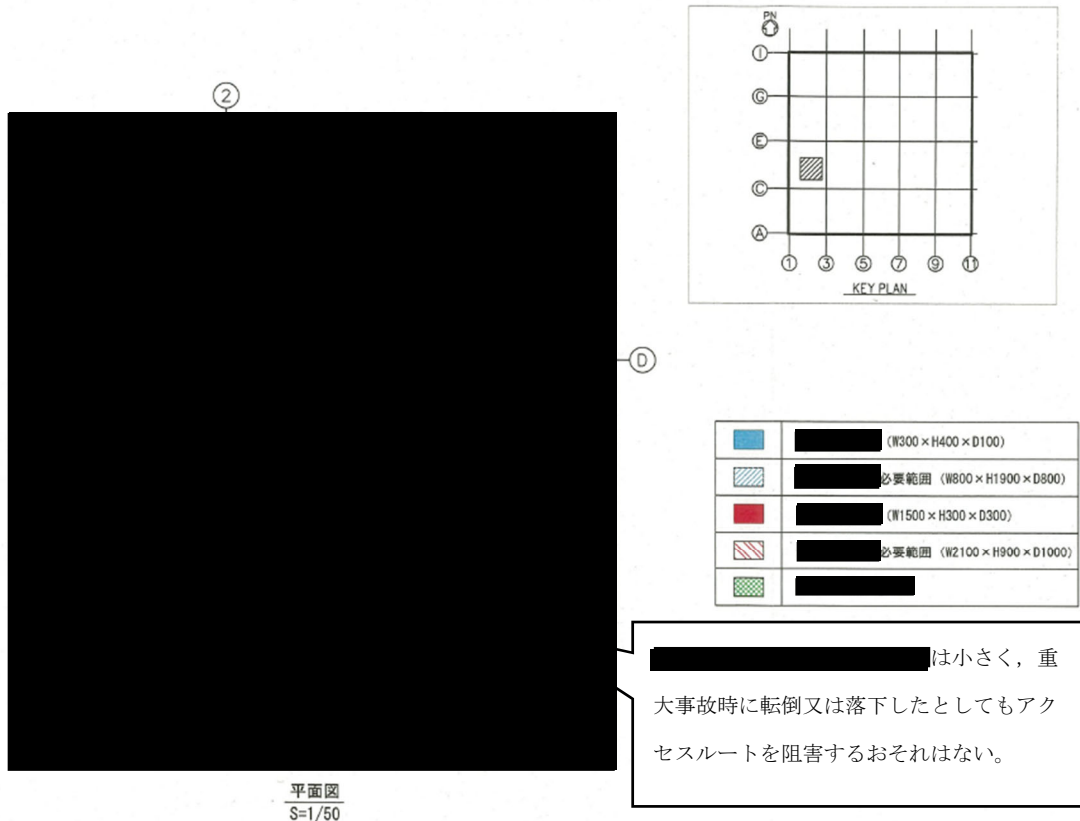 PN
I
G
E
C
A
1 3 5 7 9 11
KEY PLAN
②
D
(W300×H400×D100)
必要範囲 (W800×H1900×D800)
(W1500×H300×D300)
必要範囲 (W2100×H900×D1000)
は小さく，重
大事故時に転倒又は落下したとしてもアク
セスルートを阻害するおそれはない。
平面図
S=1/50